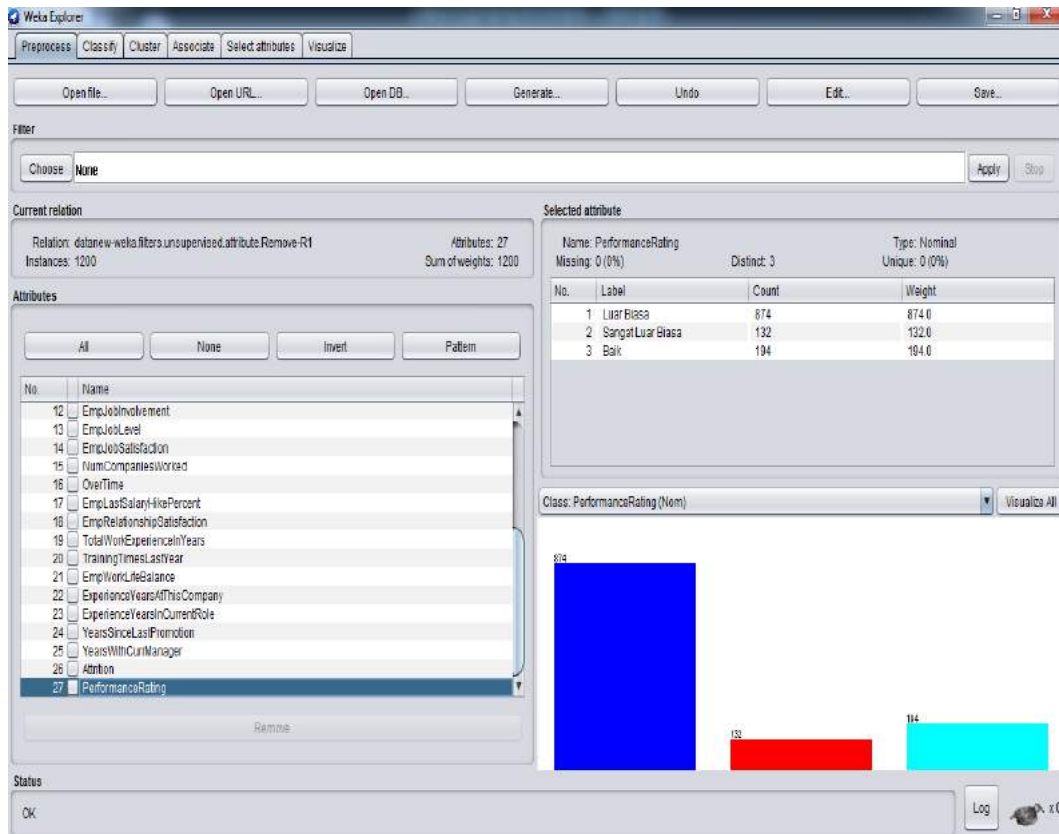 Weka Explorer
Preprocess Classify Cluster Associate Select attributes Visualize
Open file... Open URL... Open DB... Generate... Undo Edit... Save...
Filter
Choose None Apply Stop
Current relation
Relation: datanew-weka.filters.unsupervised.attribute.Remove-R1 Attributes: 27
Instances: 1200 Sum of weights: 1200
Attributes
All None Invert Pattern
No. Name
12 EmpJobInvolvement
13 EmpJobLevel
14 EmpJobSatisfaction
15 NumCompaniesWorked
16 OverTime
17 EmpLastSalaryHikePercent
18 EmpRelationshipSatisfaction
19 TotalWorkExperienceInYears
20 TrainingTimesLastYear
21 EmpWorkLifeBalance
22 ExperienceYearsAtThisCompany
23 ExperienceYearsInCurrentRole
24 YearsSinceLastPromotion
25 YearsWithCurrManager
26 Attrition
27 PerformanceRating
Remove
Selected attribute
Name: PerformanceRating Type: Nominal
Missing: 0 (0%) Distinct: 3 Unique: 0 (0%)
No. Label Count Weight
1 Luar Biasa 874 874.0
2 Sangat Luar Biasa 132 132.0
3 Baik 194 194.0
Class: PerformanceRating (Nom) Visualize All
874
132
194
Status
OK
Log x 0